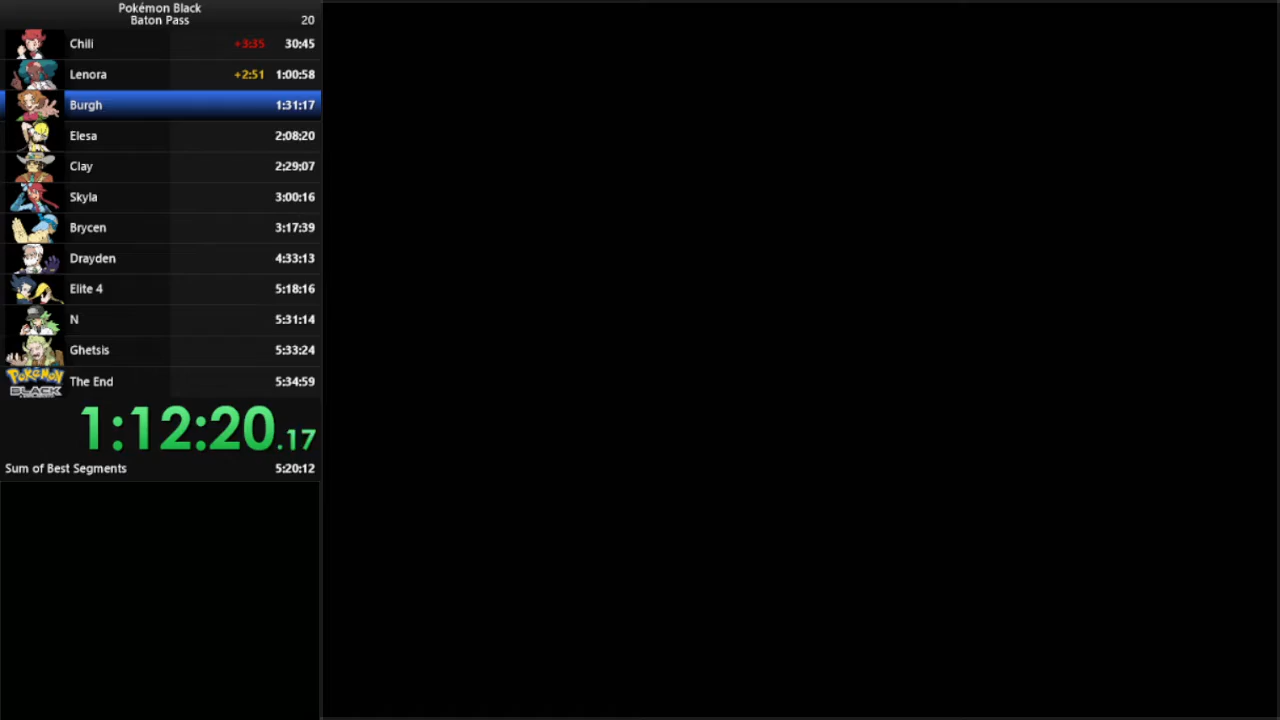 Pokémon Black
Baton Pass 20
Chili +3:35 30:45
Lenora +2:51 1:00:58
Burgh 1:31:17
Elesa 2:08:20
Clay 2:29:07
Skyla 3:00:16
Brycen 3:17:39
Drayden 4:33:13
Elite 4 5:18:16
N 5:31:14
Ghetsis 5:33:24
POKéMON
BLACK
The End 5:34:59
1:12:20.17
Sum of Best Segments 5:20:12